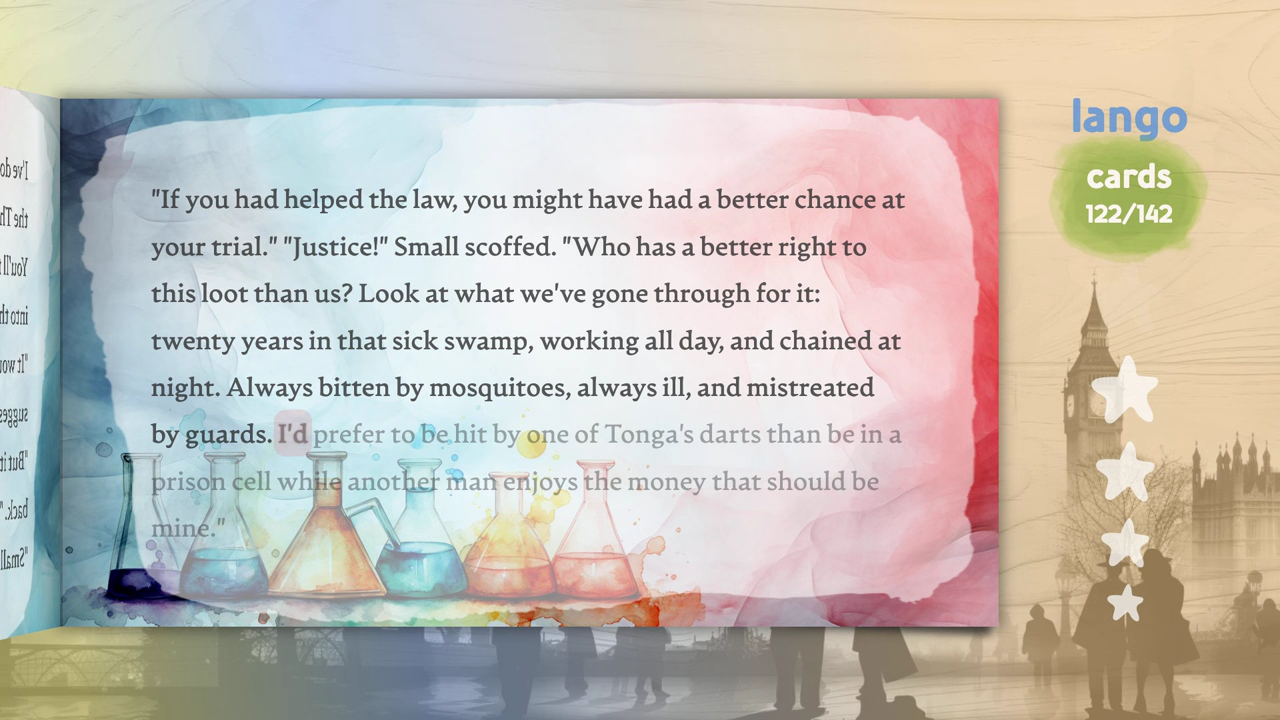 "If you had helped the law, you might have had a better chance at
your trial." "Justice!" Small scoffed. "Who has a better right to
this loot than us? Look at what we've gone through for it:
twenty years in that sick swamp, working all day, and chained at
night. Always bitten by mosquitoes, always ill, and mistreated
by guards. I'd prefer to be hit by one of Tonga's darts than be in a
prison cell while another man enjoys the money that should be
mine."
lango
cards
122/142